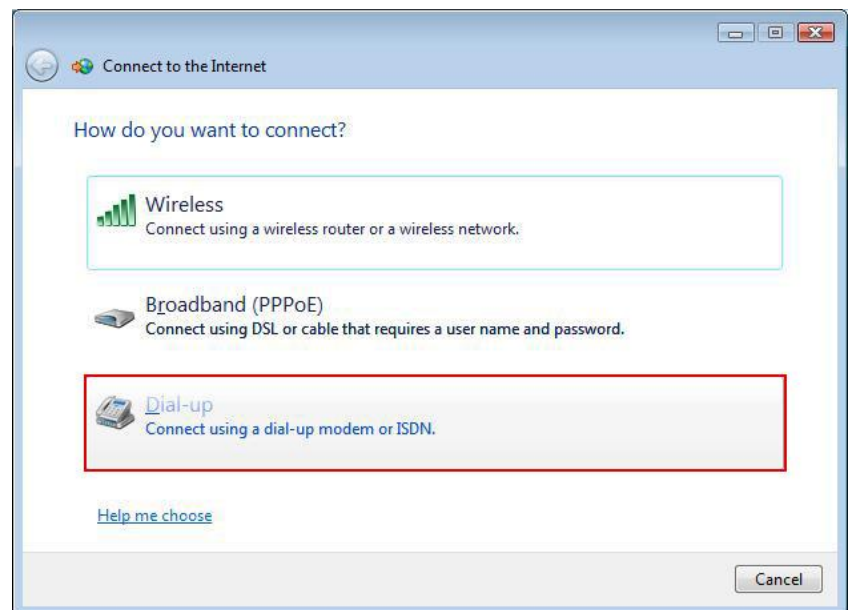 Connect to the Internet
How do you want to connect?
Wireless
Connect using a wireless router or a wireless network.
Broadband (PPPoE)
Connect using DSL or cable that requires a user name and password.
Dial-up
Connect using a dial-up modem or ISDN.
Help me choose
Cancel